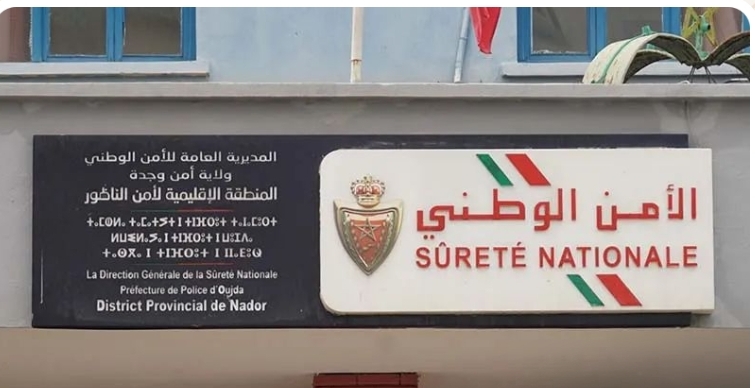 المديرية العامة للأمن الوطني
ولاية أمن وجدة
المنطقة الإقليمية لأمن الناظور
La Direction Générale de la Sûreté Nationale
Préfecture de Police d'Oujda
District Provincial de Nador
الأمن الوطني
SÛRETÉ NATIONALE